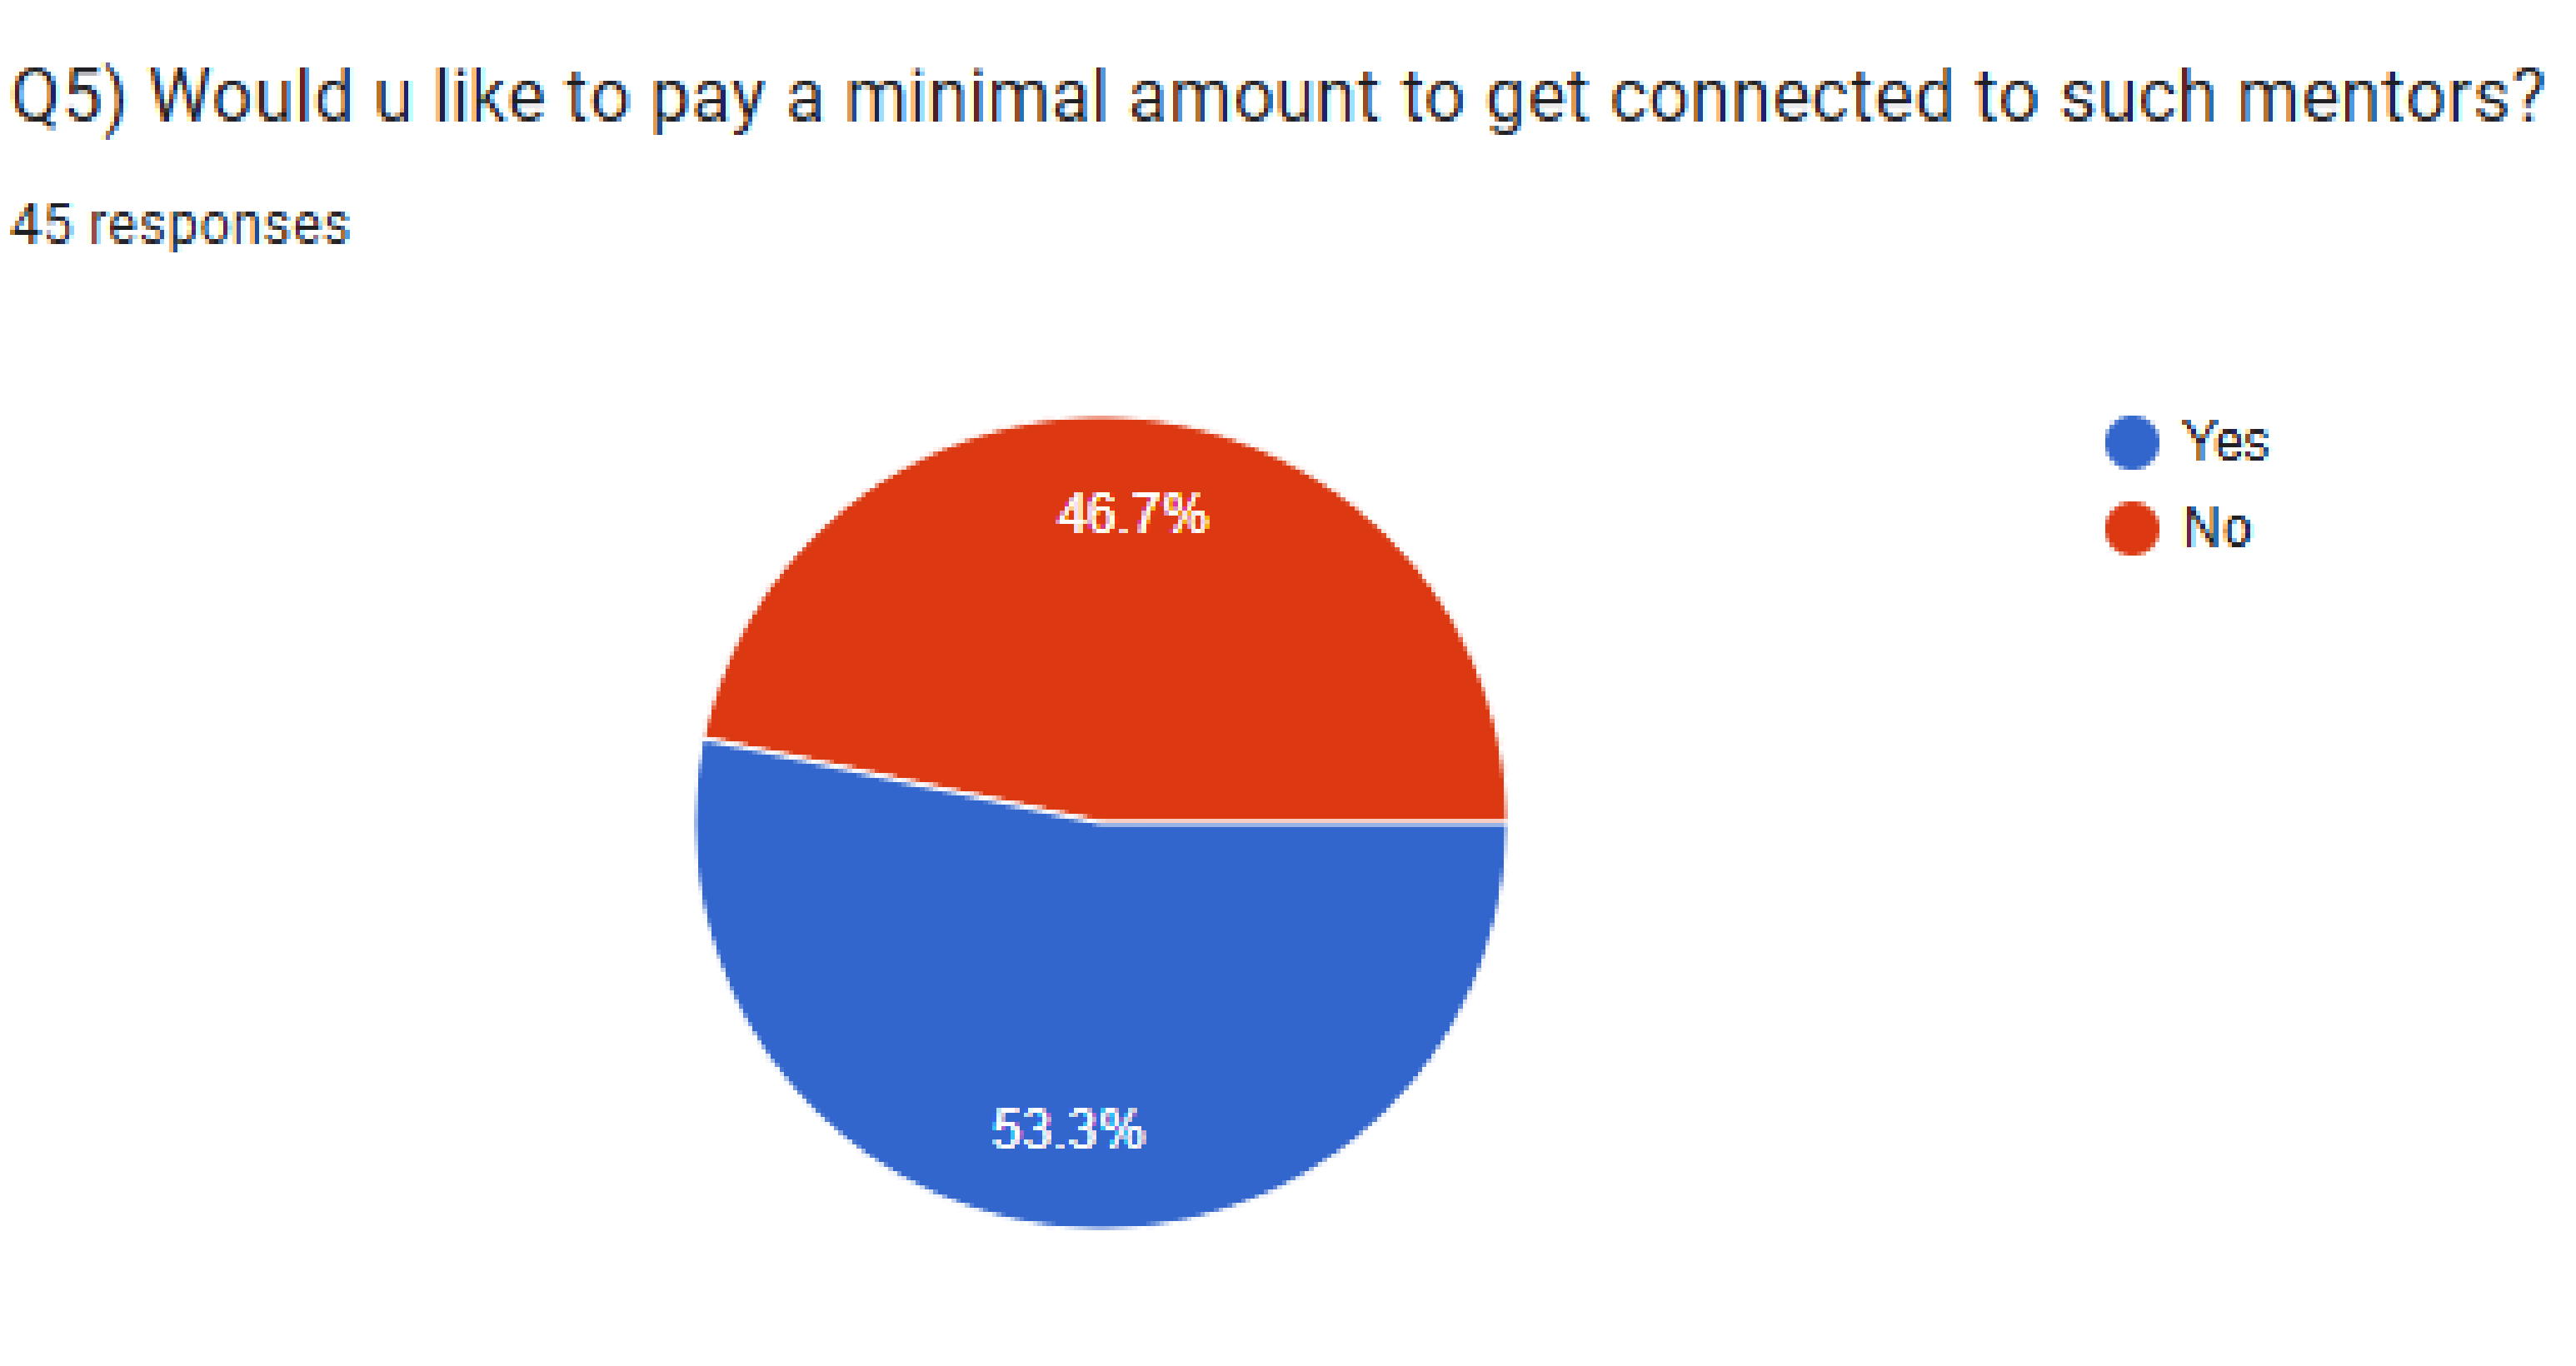 Q5) Would u like to pay a minimal amount to get connected to such mentors?
45 responses
Yes
No
46.7%
53.3%